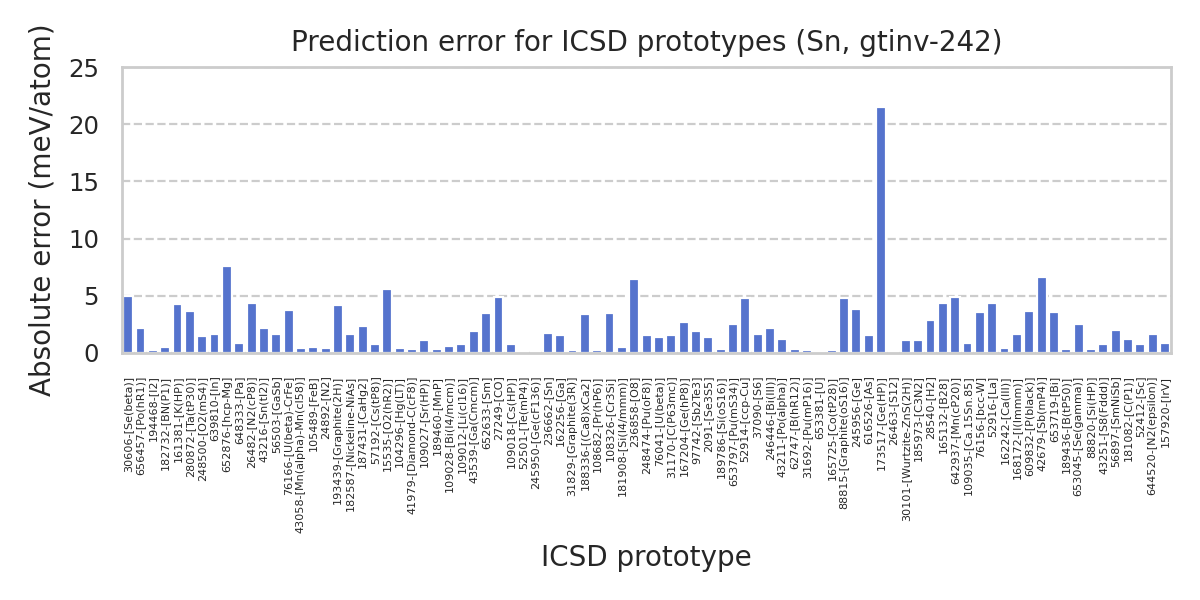 Prediction error for ICSD prototypes (Sn, gtinv-242)
Absolute error (meV/atom)
25
20
15
10
5
0
306006-[Se(beta)]
656457-[Po(hR1)]
194468-[I2]
182732-[BN(P1)]
161381-[K(HP)]
280872-[Ta(tP30)]
248500-[O2(mS4)]
639810-[In]
652876-[hcp-Mg]
648333-[Pa]
26482-[N2(cP8)]
43216-[Sn(tI2)]
56503-[GaSb]
76166-[U(beta)-CrFe]
43058-[Mn(alpha)-Mn(cI58)]
105489-[FeB]
24892-[N2]
193439-[Graphite(2H)]
182587-[Nickeline-NiAs]
187431-[CaHg2]
57192-[Cs(tP8)]
15535-[O2(hR2)]
104296-[Hg(LT)]
41979-[Diamond-C(cF8)]
109027-[Sr(HP)]
189460-[MnP]
109028-[Bi(I4/mcm)]
109012-[Li(cI16)]
43539-[Ga(Cmcm)]
652633-[Sm]
27249-[CO]
109018-[Cs(HP)]
52501-[Te(mP4)]
245950-[Ge(cF136)]
236662-[Sn]
162256-[Ga]
31829-[Graphite(3R)]
188336-[(Ca8)xCa2]
108682-[Pr(hP6)]
108326-[Cr3Si]
181908-[Si(I4/mmm)]
236858-[O8]
248474-[Pu(oF8)]
76041-[U(beta)]
31170-[C(P63mc)]
167204-[Ge(hP8)]
97742-[Sb2Te3]
2091-[Se3S5]
189786-[Si(oS16)]
653797-[Pu(mS34)]
52914-[ccp-Cu]
37090-[S6]
246446-[Bi(III)]
43211-[Po(alpha)]
62747-[B(hR12)]
31692-[Pu(mP16)]
653381-[U]
165725-[Co(tP28)]
88815-[Graphite(oS16)]
245956-[Ge]
616526-[As]
173517-[Ge(HP)]
26463-[S12]
30101-[Wurtzite-ZnS(2H)]
185973-[C3N2]
28540-[H2]
165132-[B28]
642937-[Mn(cP20)]
109035-[Ca.15Sn.85]
76156-[bcc-W]
52916-[La]
162242-[Ca(III)]
168172-[I(Immm)]
609832-[P(black)]
42679-[Sb(mP4)]
653719-[Bi]
189436-[B(tP50)]
653045-[Se(gamma)]
88820-[Si(HP)]
43251-[S8(Fddd)]
56897-[SmNiSb]
181082-[C(P1)]
52412-[Sc]
644520-[N2(epsilon)]
157920-[IrV]
ICSD prototype